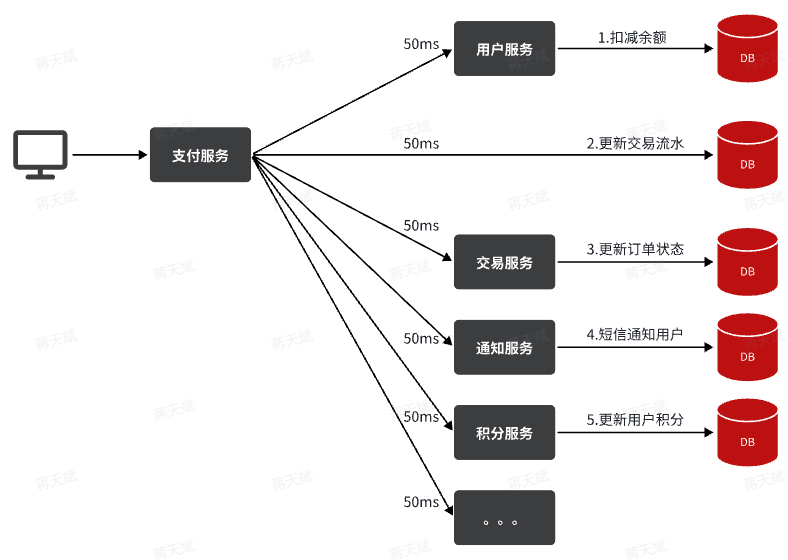 50ms
用户服务
1.扣减余额
DB
支付服务
50ms
2.更新交易流水
DB
50ms
交易服务
3.更新订单状态
DB
50ms
通知服务
4.短信通知用户
DB
50ms
积分服务
5.更新用户积分
DB
50ms
。。。
蒋天斌